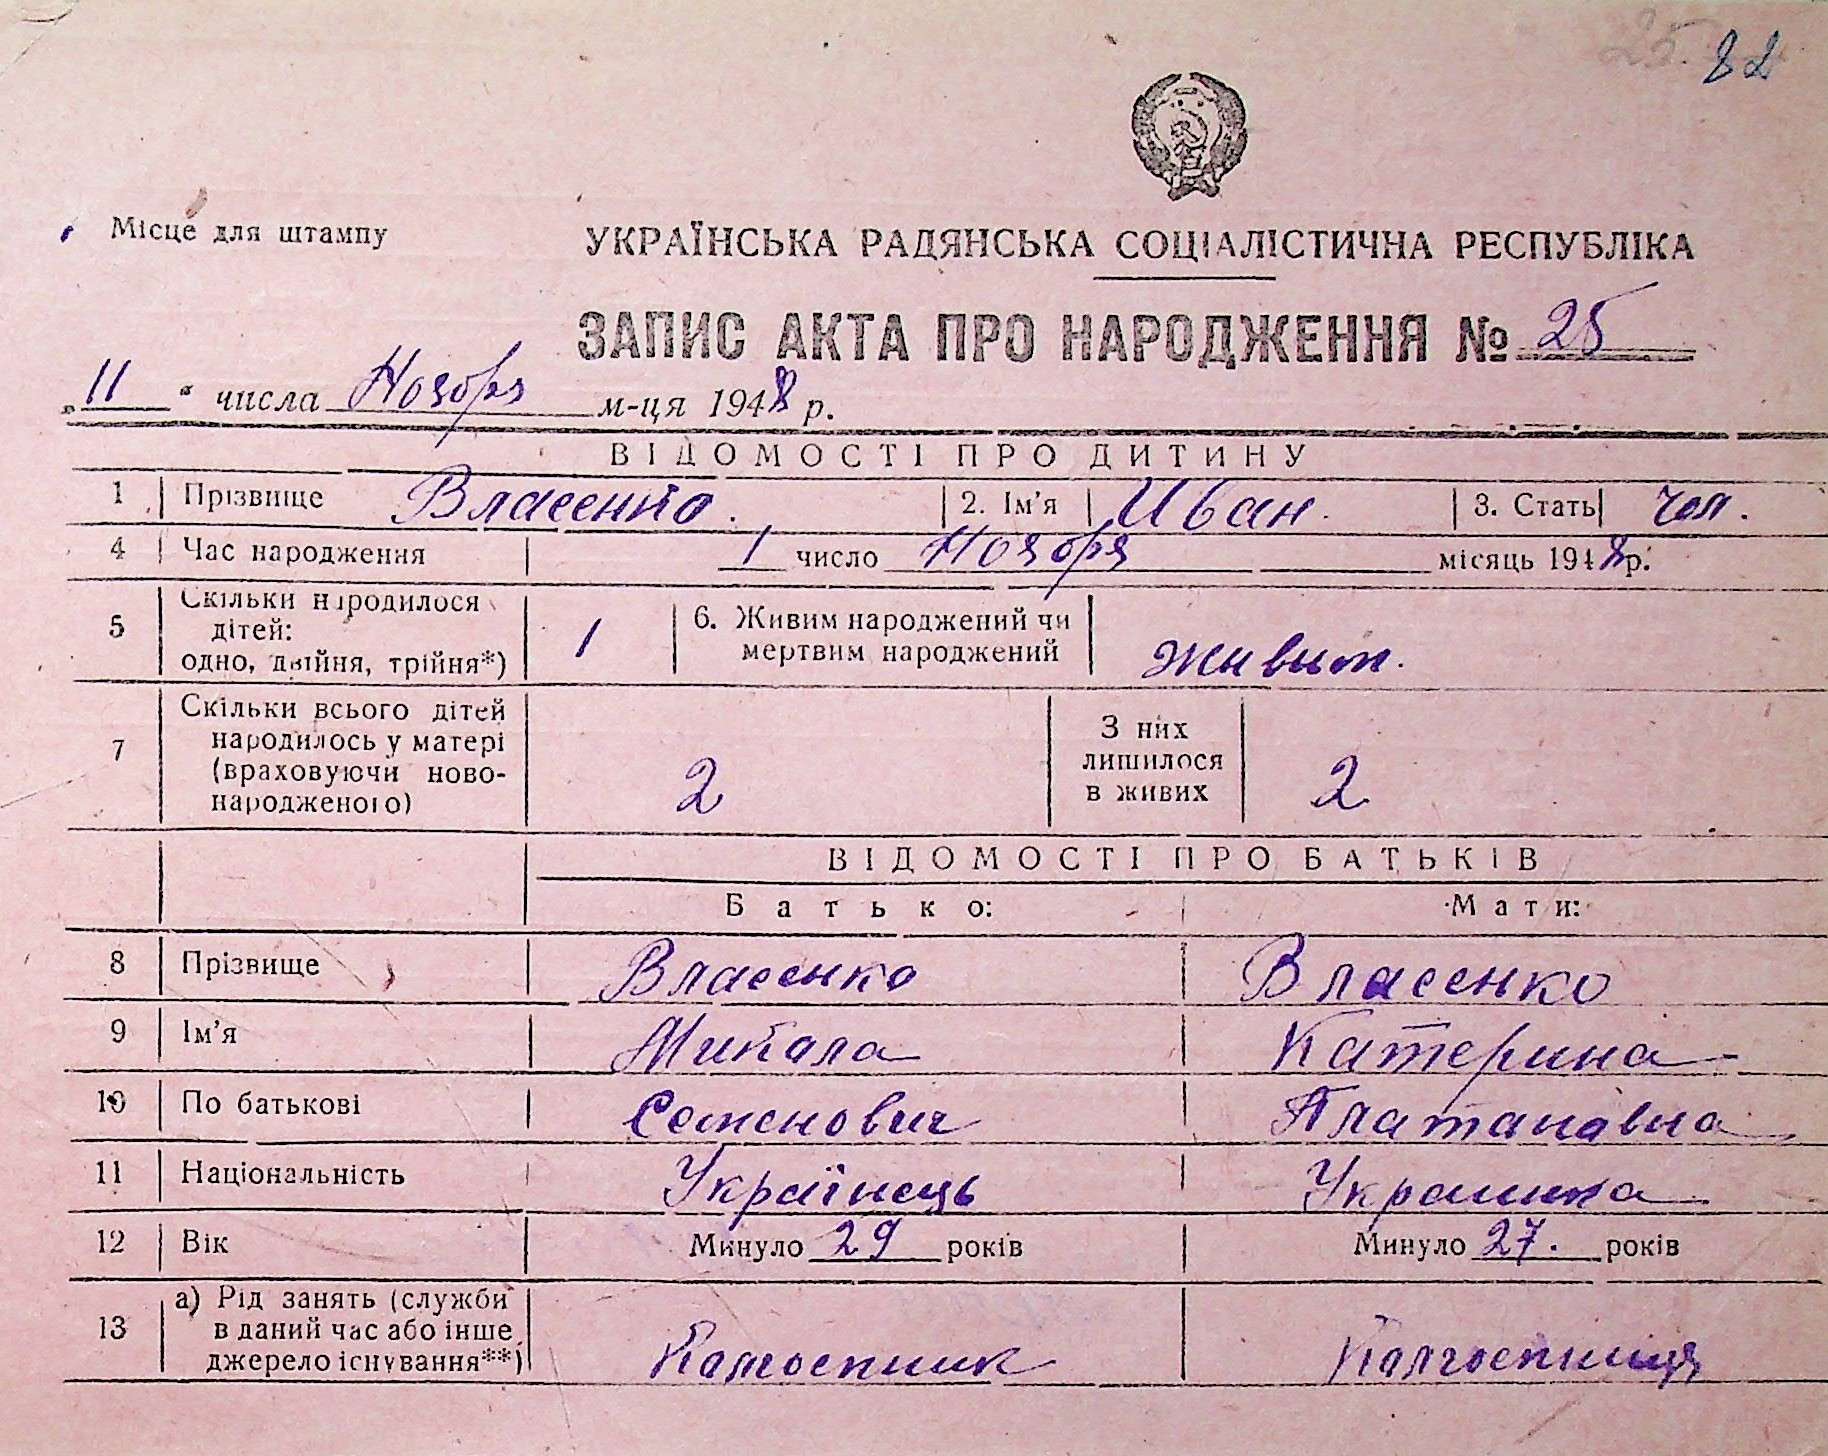 25. 82
Місце для штампу
УКРАЇНСЬКА РАДЯНСЬКА СОЦІАЛІСТИЧНА РЕСПУБЛІКА
ЗАПИС АКТА ПРО НАРОДЖЕННЯ № 25
„11“ числа Ноября м-ця 1948 р.
ВІДОМОСТІ ПРО ДИТИНУ
1 Прізвище Власенко. 2. Ім'я Иван. 3. Стать чол.
4 Час народження 1 число Ноября місяць 1948р.
5 Скільки народилося дітей: одно, двійня, трійня*) 1 6. Живим народжений чи мертвим народжений живым.
7 Скільки всього дітей народилось у матері (враховуючи новонародженого) 2 З них лишилося в живих 2
ВІДОМОСТІ ПРО БАТЬКІВ
Батько: Мати:
8 Прізвище Власенко Власенко
9 Ім'я Микола Катерина
10 По батькові Семенович Платанавна
11 Національність Українець Украинка
12 Вік Минуло 29 років Минуло 27. років
13 а) Рід занять (служби в даний час або інше джерело існування**) Колгоспник Колгоспниця